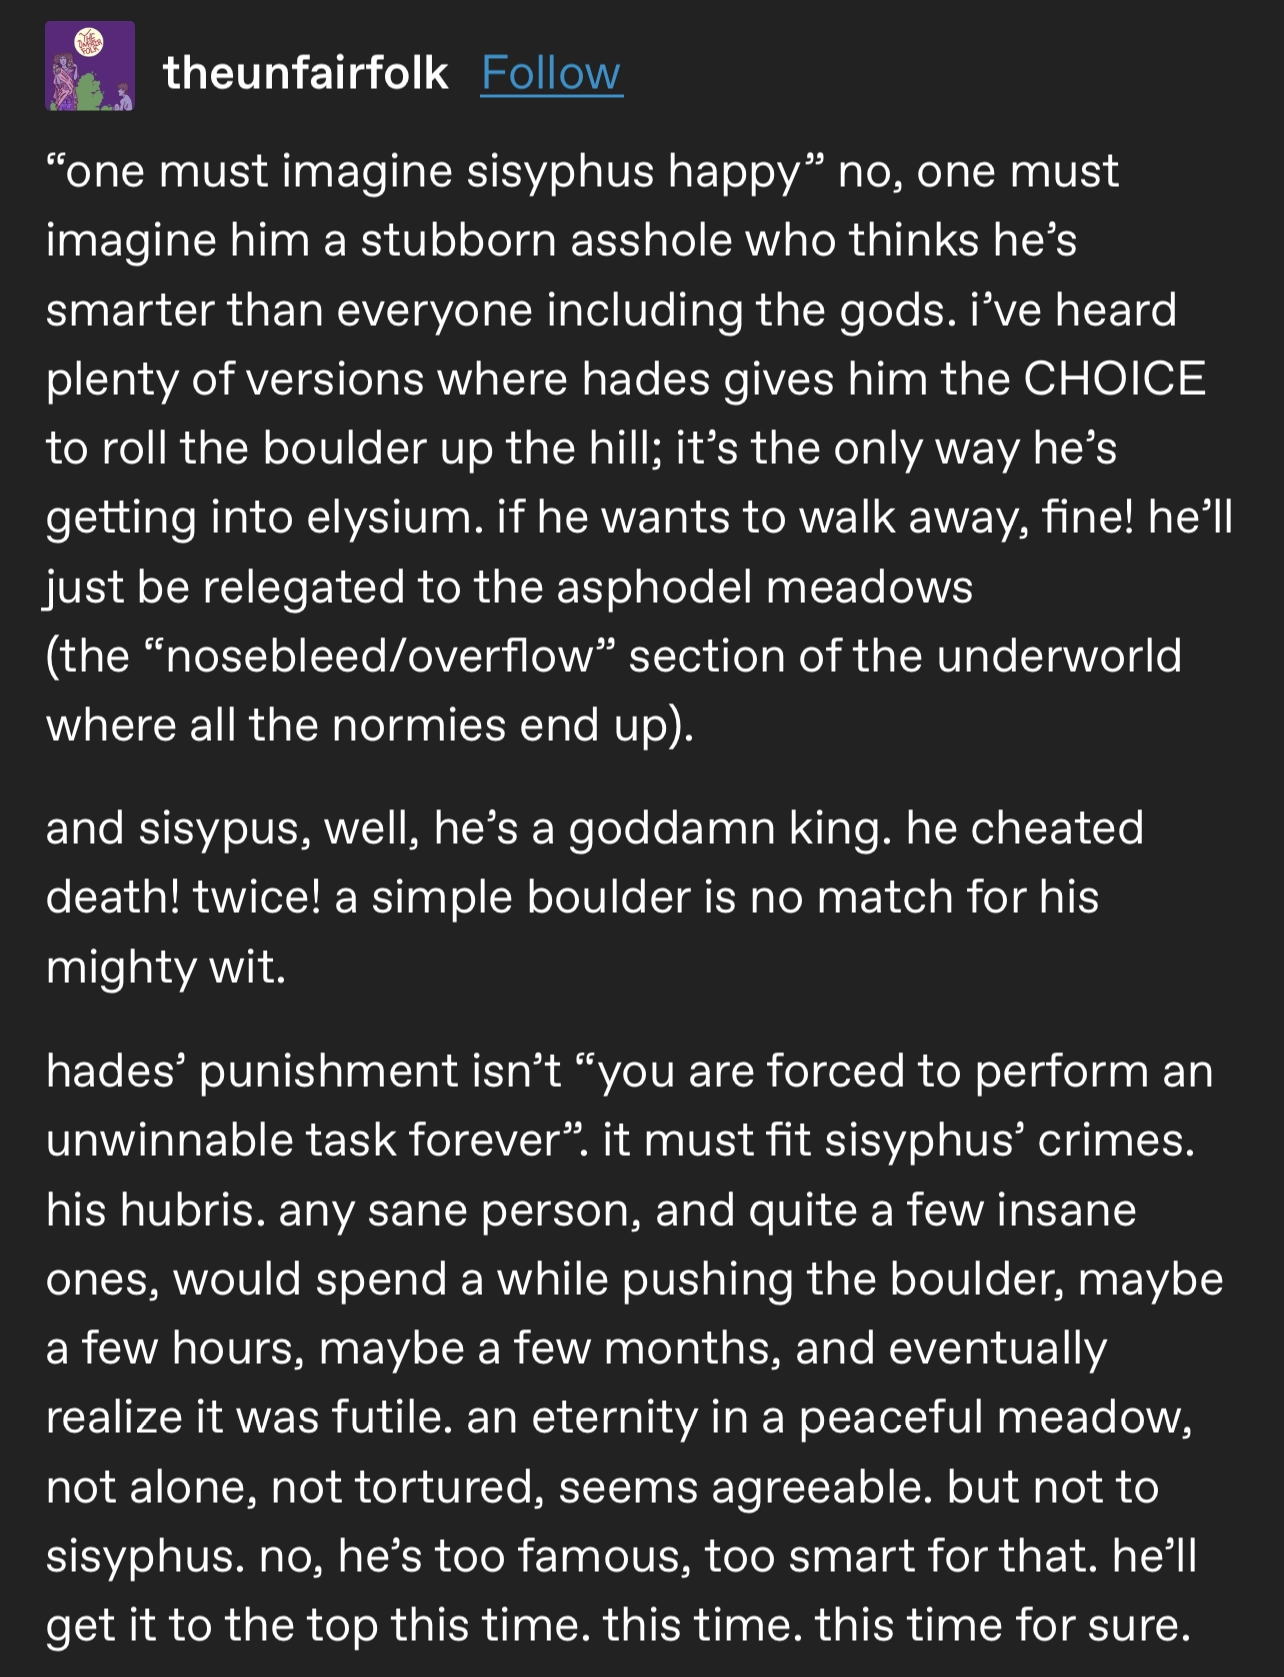 THE UNFAIR FOLK
theunfairfolk Follow
“one must imagine sisyphus happy” no, one must
imagine him a stubborn asshole who thinks he’s
smarter than everyone including the gods. i’ve heard
plenty of versions where hades gives him the CHOICE
to roll the boulder up the hill; it’s the only way he’s
getting into elysium. if he wants to walk away, fine! he’ll
just be relegated to the asphodel meadows
(the “nosebleed/overflow” section of the underworld
where all the normies end up).
and sisypus, well, he’s a goddamn king. he cheated
death! twice! a simple boulder is no match for his
mighty wit.
hades’ punishment isn’t “you are forced to perform an
unwinnable task forever”. it must fit sisyphus’ crimes.
his hubris. any sane person, and quite a few insane
ones, would spend a while pushing the boulder, maybe
a few hours, maybe a few months, and eventually
realize it was futile. an eternity in a peaceful meadow,
not alone, not tortured, seems agreeable. but not to
sisyphus. no, he’s too famous, too smart for that. he’ll
get it to the top this time. this time. this time for sure.